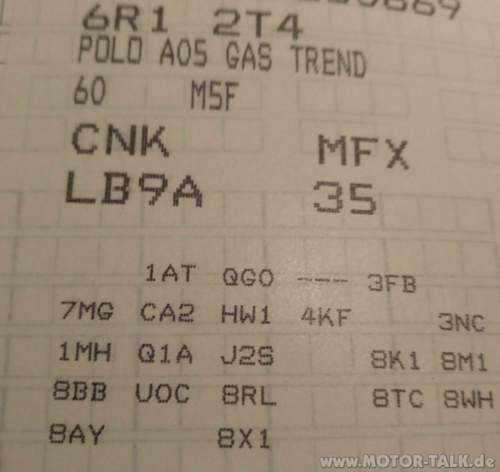 6R1 2T4
POLO A05 GAS TREND
60 M5F
CNK MFX
LB9A 35
1AT QG0 --- 3FB
7MG CA2 HW1 4KF 3NC
1MH Q1A J2S 8K1 8M1
8BB U0C 8RL 8TC 8WH
8AY 8X1
www.MOTOR-TALK.de